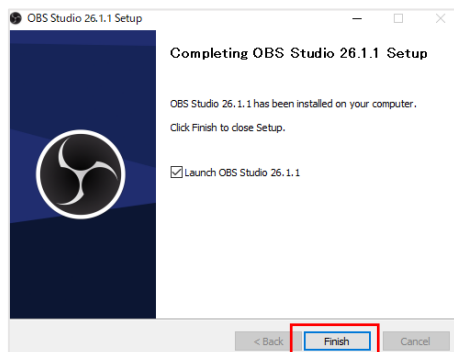 OBS Studio 26.1.1 Setup
Completing OBS Studio 26.1.1 Setup
OBS Studio 26.1.1 has been installed on your computer.
Click Finish to close Setup.
Launch OBS Studio 26.1.1
< Back Finish Cancel